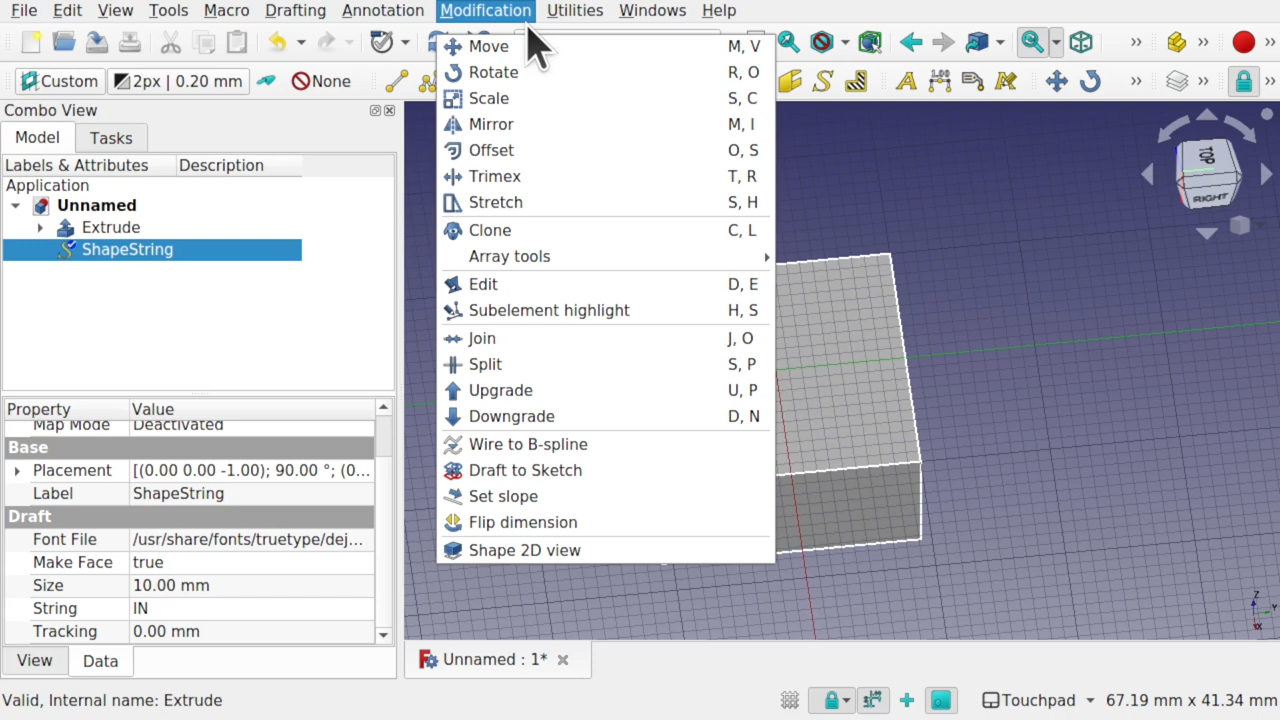 File Edit View Tools Macro Drafting Annotation Modification Utilities Windows Help
Custom 2px | 0.20 mm None
Combo View
Model Tasks
Labels & Attributes Description
Application
Unnamed
Extrude
ShapeString
Move M, V
Rotate R, O
Scale S, C
Mirror M, I
Offset O, S
Trimex T, R
Stretch S, H
Clone C, L
Array tools
Edit D, E
Subelement highlight H, S
Join J, O
Split S, P
Upgrade U, P
Downgrade D, N
Wire to B-spline
Draft to Sketch
Set slope
Flip dimension
Shape 2D view
TOP
RIGHT
Property Value
Map Mode Deactivated
Base
Placement [(0.00 0.00 -1.00); 90.00 °; (0...
Label ShapeString
Draft
Font File /usr/share/fonts/truetype/dej...
Make Face true
Size 10.00 mm
String IN
Tracking 0.00 mm
View Data
Unnamed : 1*
Z
Y
X
Valid, Internal name: Extrude
Touchpad 67.19 mm x 41.34 mm